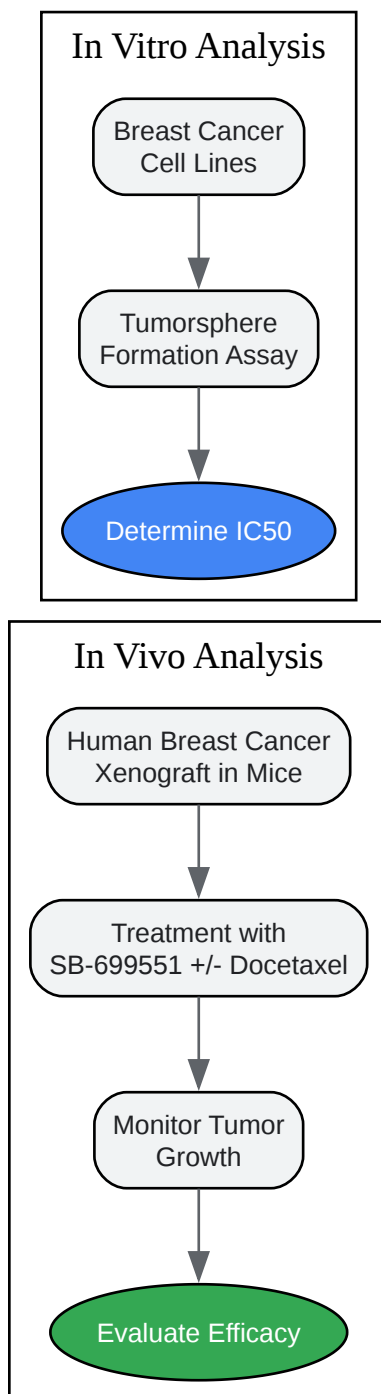 In Vitro Analysis
Breast Cancer
Cell Lines
Tumorsphere
Formation Assay
Determine IC50
In Vivo Analysis
Human Breast Cancer
Xenograft in Mice
Treatment with
SB-699551 +/- Docetaxel
Monitor Tumor
Growth
Evaluate Efficacy